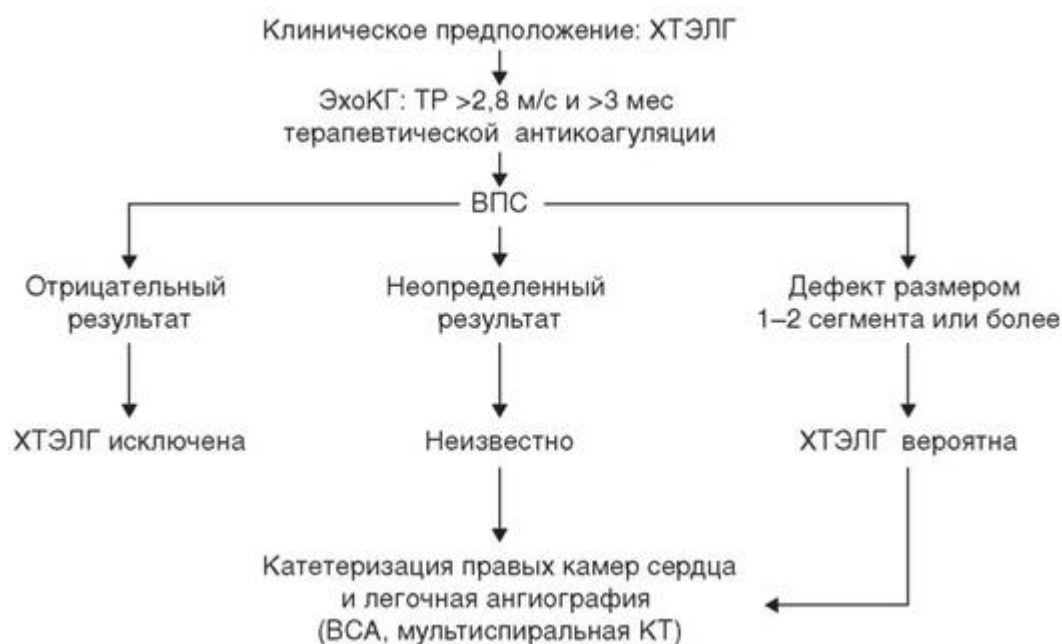 Клиническое предположение: ХТЭЛГ
ЭхоКГ: ТР >2,8 м/с и >3 мес
терапевтической антикоагуляции
ВПС
Отрицательный
результат
Неопределенный
результат
Дефект размером
1–2 сегмента или более
ХТЭЛГ исключена
Неизвестно
ХТЭЛГ вероятна
Катетеризация правых камер сердца
и легочная ангиография
(ВСА, мультиспиральная КТ)